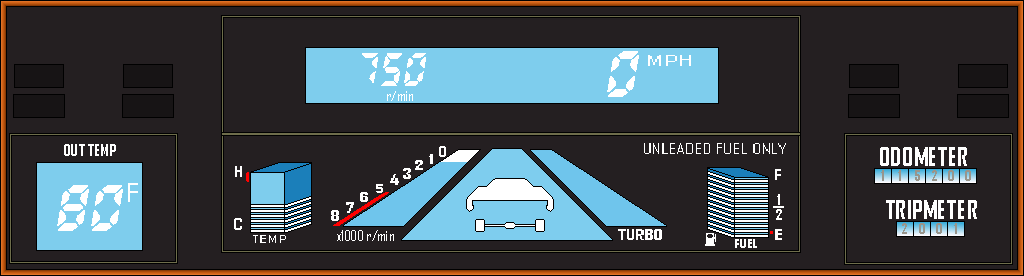 750
r/min
0 MPH
OUT TEMP
80 F
H
C
TEMP
0
1
2
3
4
5
6
7
8
x1000 r/min
TURBO
UNLEADED FUEL ONLY
F
1/2
E
FUEL
ODOMETER
115200
TRIPMETER
2001